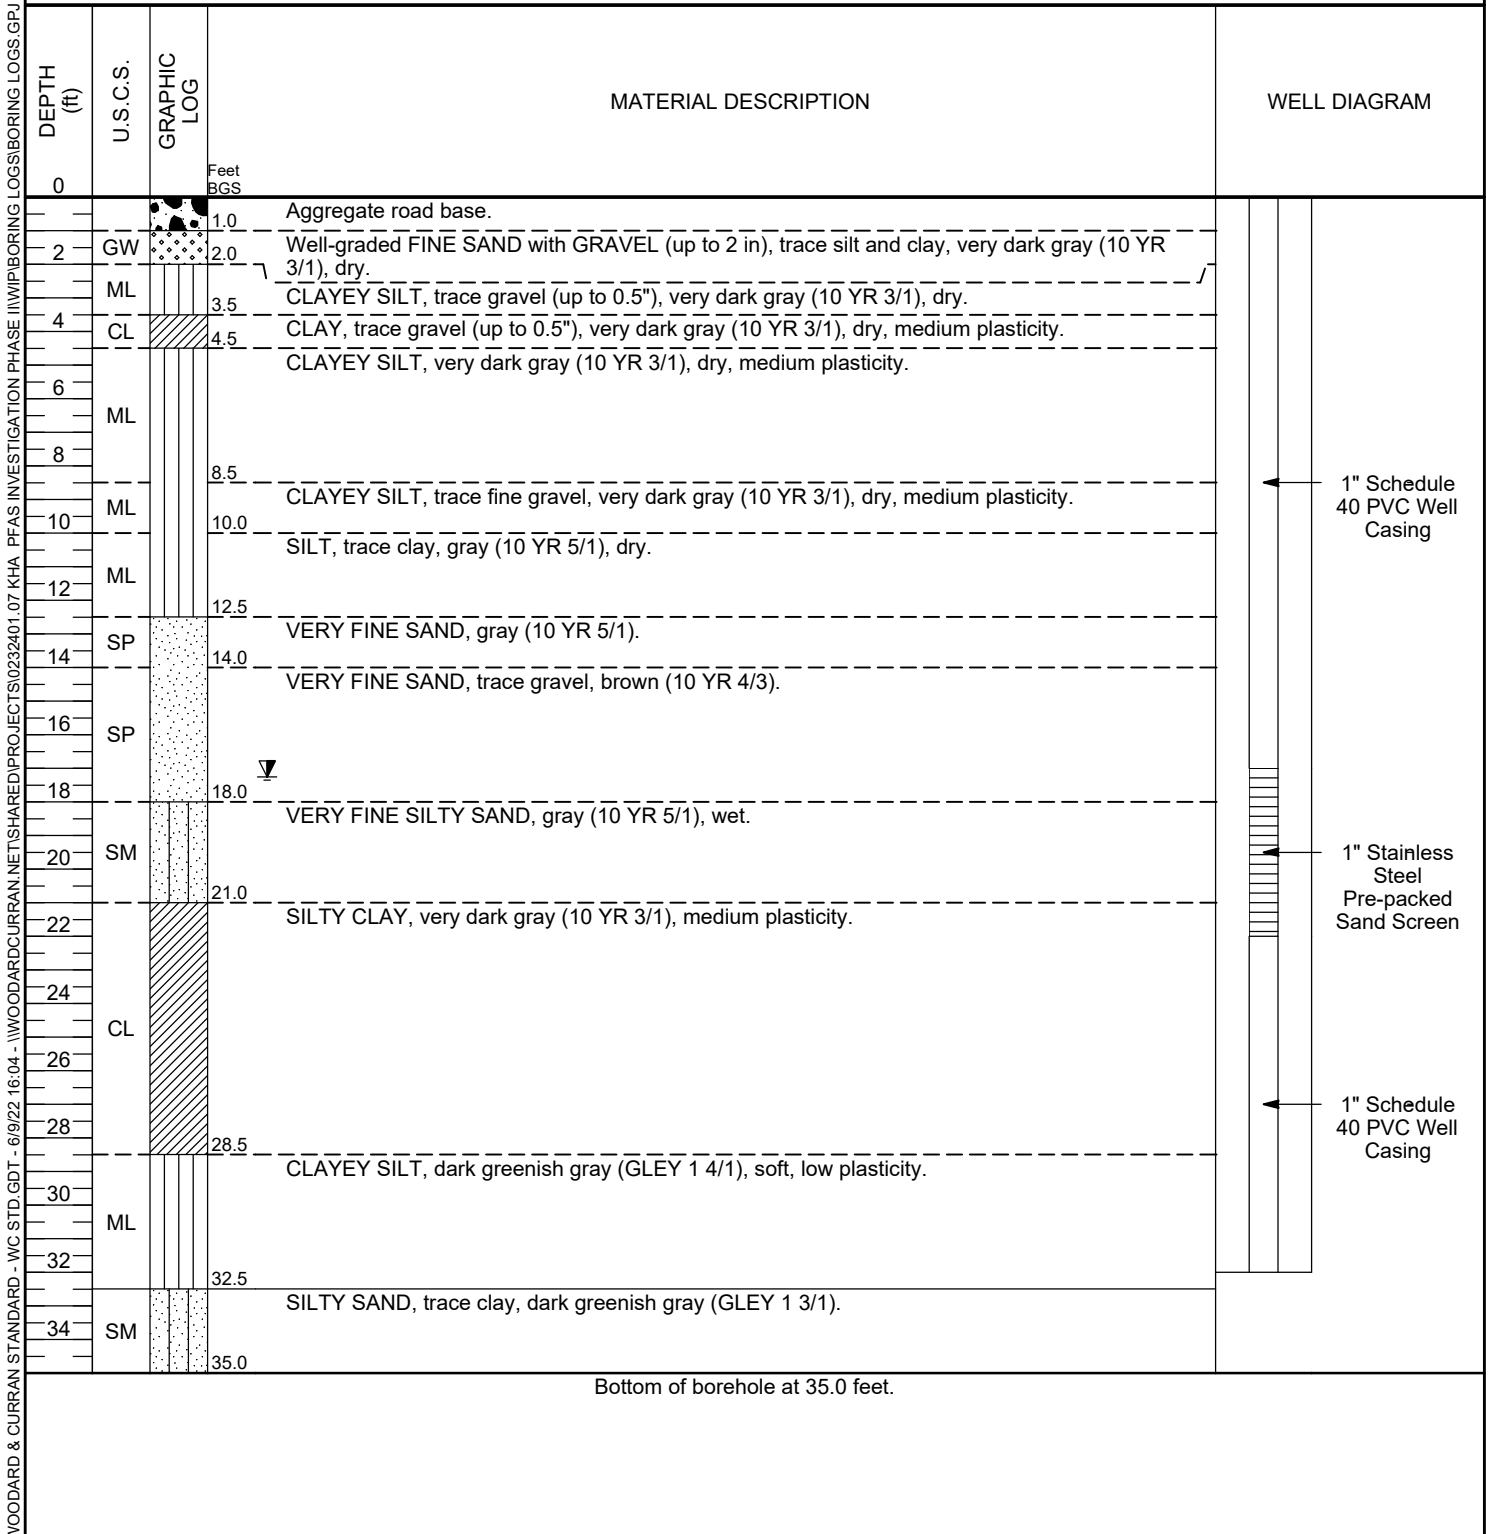 DEPTH
(ft)
U.S.C.S.
GRAPHIC
LOG
MATERIAL DESCRIPTION
WELL DIAGRAM
0
Feet
BGS
1.0
Aggregate road base.
GW
Well-graded FINE SAND with GRAVEL (up to 2 in), trace silt and clay, very dark gray (10 YR
3/1), dry.
2
2.0
ML
CLAYEY SILT, trace gravel (up to 0.5"), very dark gray (10 YR 3/1), dry.
3.5
4
CL
CLAY, trace gravel (up to 0.5"), very dark gray (10 YR 3/1), dry, medium plasticity.
4.5
CLAYEY SILT, very dark gray (10 YR 3/1), dry, medium plasticity.
6
ML
8
8.5
1" Schedule
40 PVC Well
Casing
ML
CLAYEY SILT, trace fine gravel, very dark gray (10 YR 3/1), dry, medium plasticity.
10
10.0
SILT, trace clay, gray (10 YR 5/1), dry.
ML
12
12.5
SP
VERY FINE SAND, gray (10 YR 5/1).
14
14.0
VERY FINE SAND, trace gravel, brown (10 YR 4/3).
16
SP
18
18.0
VERY FINE SILTY SAND, gray (10 YR 5/1), wet.
SM
20
1" Stainless
Steel
Pre-packed
Sand Screen
21.0
22
SILTY CLAY, very dark gray (10 YR 3/1), medium plasticity.
24
CL
26
28
1" Schedule
40 PVC Well
Casing
28.5
CLAYEY SILT, dark greenish gray (GLEY 1 4/1), soft, low plasticity.
30
ML
32
32.5
SILTY SAND, trace clay, dark greenish gray (GLEY 1 3/1).
34
SM
35.0
Bottom of borehole at 35.0 feet.
& CURRAN STANDARD - WC STD.GDT - 6/9/22 16:04 - \\WOODARDCURRAN.NET\SHARED\PROJECTS\0232401.07 KHA PFAS INVESTIGATION PHASE II\WIP\BORING LOGS\BORING LOGS.GPJ